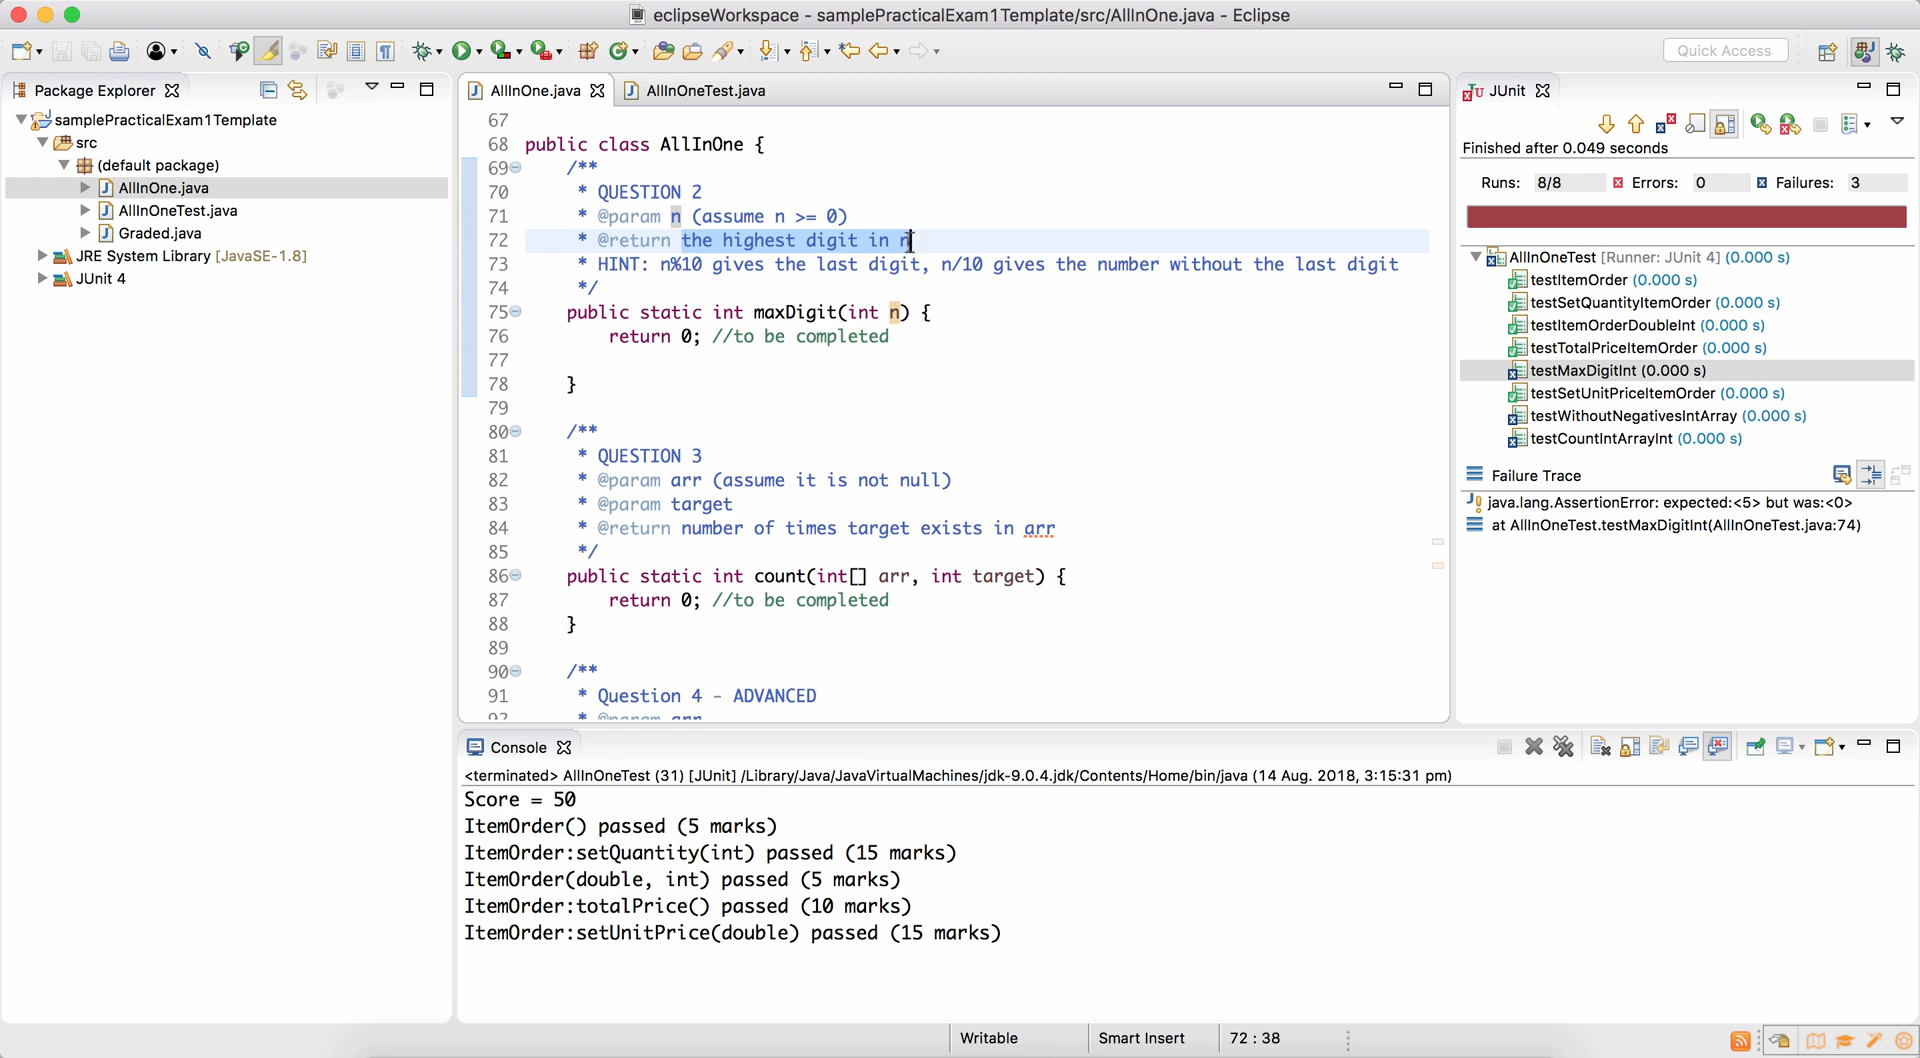 eclipseWorkspace - samplePracticalExam1Template/src/AllInOne.java - Eclipse
Quick Access
Package Explorer
samplePracticalExam1Template
src
(default package)
AllInOne.java
AllInOneTest.java
Graded.java
JRE System Library [JavaSE-1.8]
JUnit 4
AllInOne.java
AllInOneTest.java
67
68 public class AllInOne {
69 /**
70 * QUESTION 2
71 * @param n (assume n >= 0)
72 * @return the highest digit in n
73 * HINT: n%10 gives the last digit, n/10 gives the number without the last digit
74 */
75 public static int maxDigit(int n) {
76 return 0; //to be completed
77
78 }
79
80 /**
81 * QUESTION 3
82 * @param arr (assume it is not null)
83 * @param target
84 * @return number of times target exists in arr
85 */
86 public static int count(int[] arr, int target) {
87 return 0; //to be completed
88 }
89
90 /**
91 * Question 4 - ADVANCED
92 * @param arr
JUnit
Finished after 0.049 seconds
Runs: 8/8 Errors: 0 Failures: 3
AllInOneTest [Runner: JUnit 4] (0.000 s)
testItemOrder (0.000 s)
testSetQuantityItemOrder (0.000 s)
testItemOrderDoubleInt (0.000 s)
testTotalPriceItemOrder (0.000 s)
testMaxDigitInt (0.000 s)
testSetUnitPriceItemOrder (0.000 s)
testWithoutNegativesIntArray (0.000 s)
testCountIntArrayInt (0.000 s)
Failure Trace
java.lang.AssertionError: expected:<5> but was:<0>
at AllInOneTest.testMaxDigitInt(AllInOneTest.java:74)
Console
<terminated> AllInOneTest (31) [JUnit] /Library/Java/JavaVirtualMachines/jdk-9.0.4.jdk/Contents/Home/bin/java (14 Aug. 2018, 3:15:31 pm)
Score = 50
ItemOrder() passed (5 marks)
ItemOrder:setQuantity(int) passed (15 marks)
ItemOrder(double, int) passed (5 marks)
ItemOrder:totalPrice() passed (10 marks)
ItemOrder:setUnitPrice(double) passed (15 marks)
Writable
Smart Insert
72 : 38